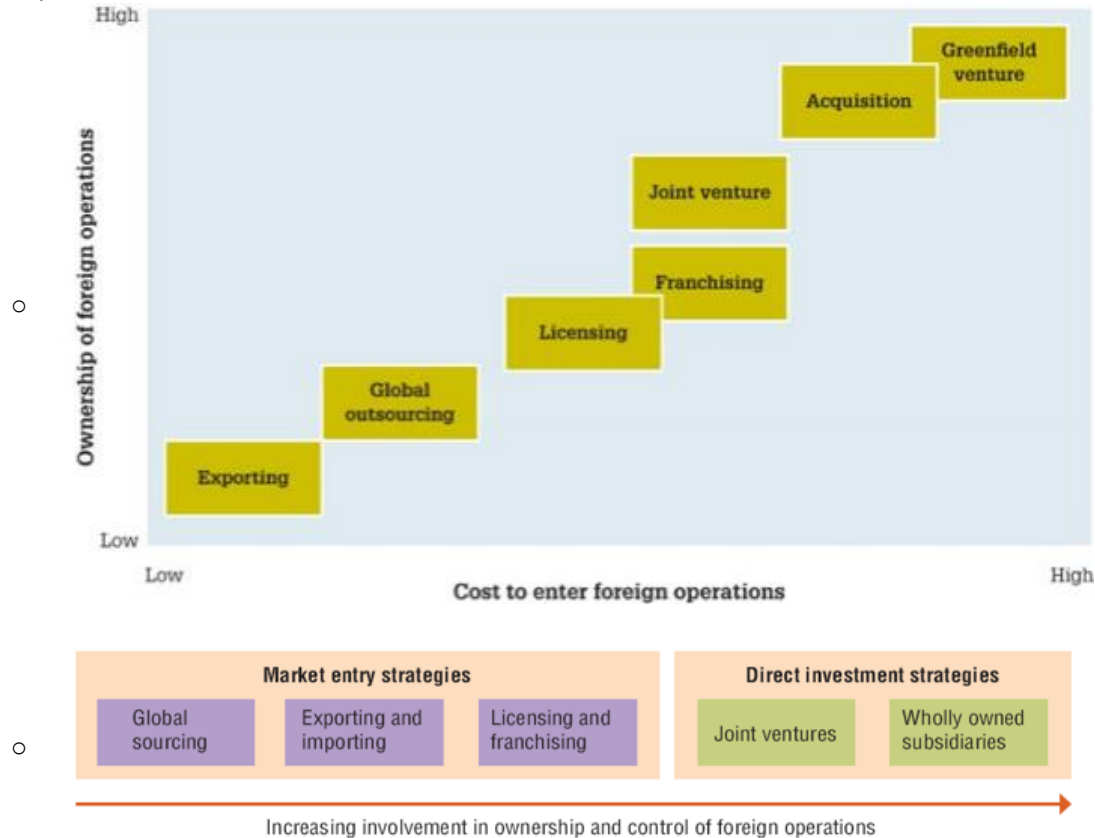 High
Greenfield
venture
Acquisition
Joint venture
Franchising
Licensing
Global
outsourcing
Exporting
Ownership of foreign operations
Low
Low
High
Cost to enter foreign operations
Market entry strategies
Global
sourcing
Exporting and
importing
Licensing and
franchising
Direct investment strategies
Joint ventures
Wholly owned
subsidiaries
Increasing involvement in ownership and control of foreign operations